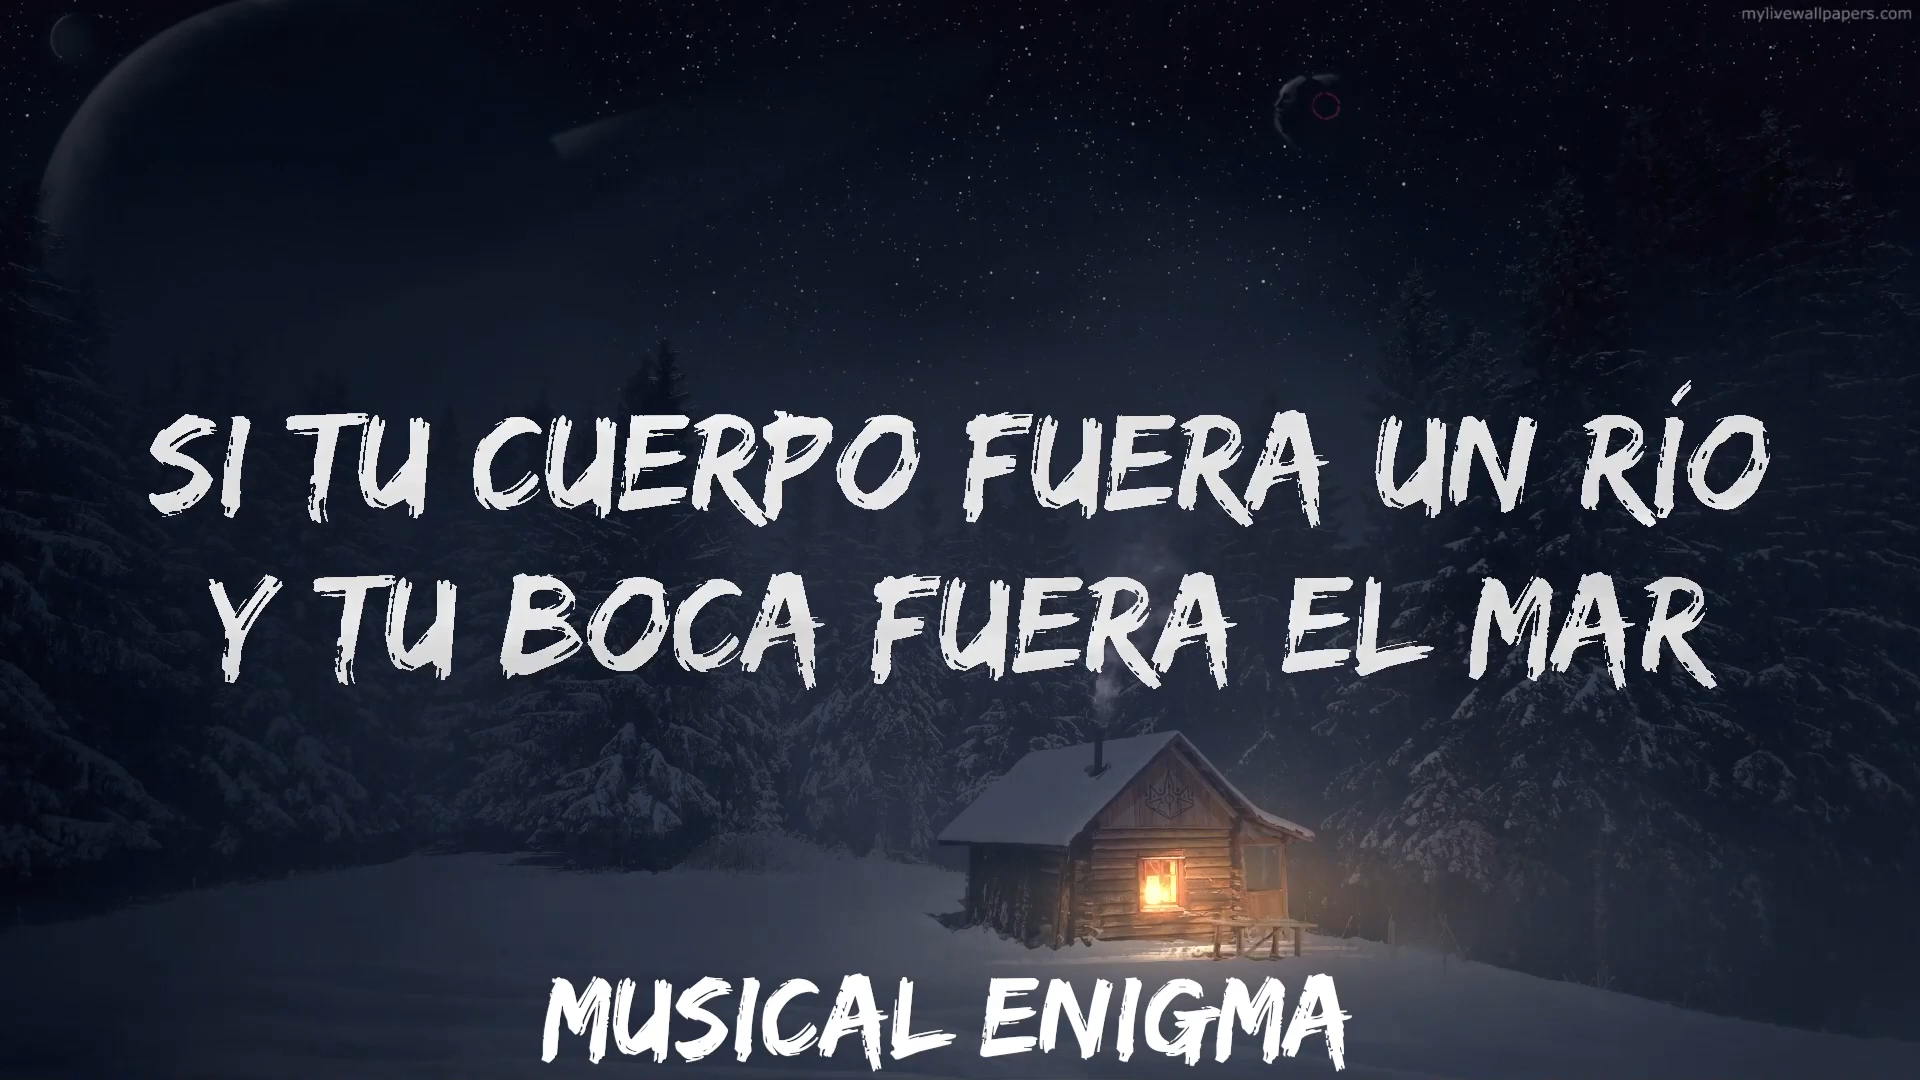 mylivewallpapers.com
SI TU CUERPO FUERA UN RÍO
Y TU BOCA FUERA EL MAR
MUSICAL ENIGMA